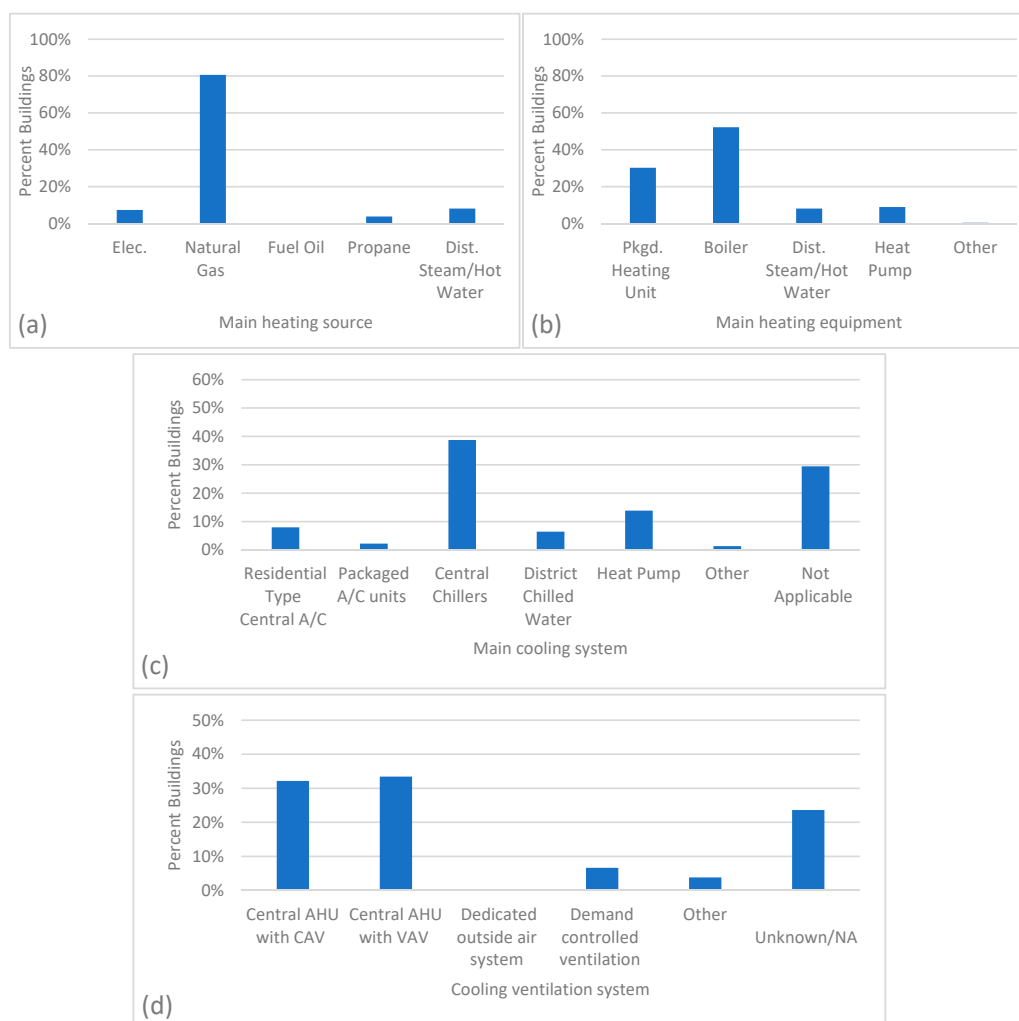 100%
80%
60%
40%
20%
0%
Percent Buildings
Elec.
Natural
Gas
Fuel Oil
Propane
Dist.
Steam/Hot
Water
Main heating source
(a)
100%
80%
60%
40%
20%
0%
Percent Buildings
Pkgd.
Heating
Unit
Boiler
Dist.
Steam/Hot
Water
Heat
Pump
Other
Main heating equipment
(b)
60%
50%
40%
30%
20%
10%
0%
Percent Buildings
Residential
Type
Central A/C
Packaged
A/C units
Central
Chillers
District
Chilled
Water
Heat Pump
Other
Not
Applicable
Main cooling system
(c)
50%
40%
30%
20%
10%
0%
Percent Buildings
Central AHU
with CAV
Central AHU
with VAV
Dedicated
outside air
system
Demand
controlled
ventilation
Other
Unknown/NA
Cooling ventilation system
(d)